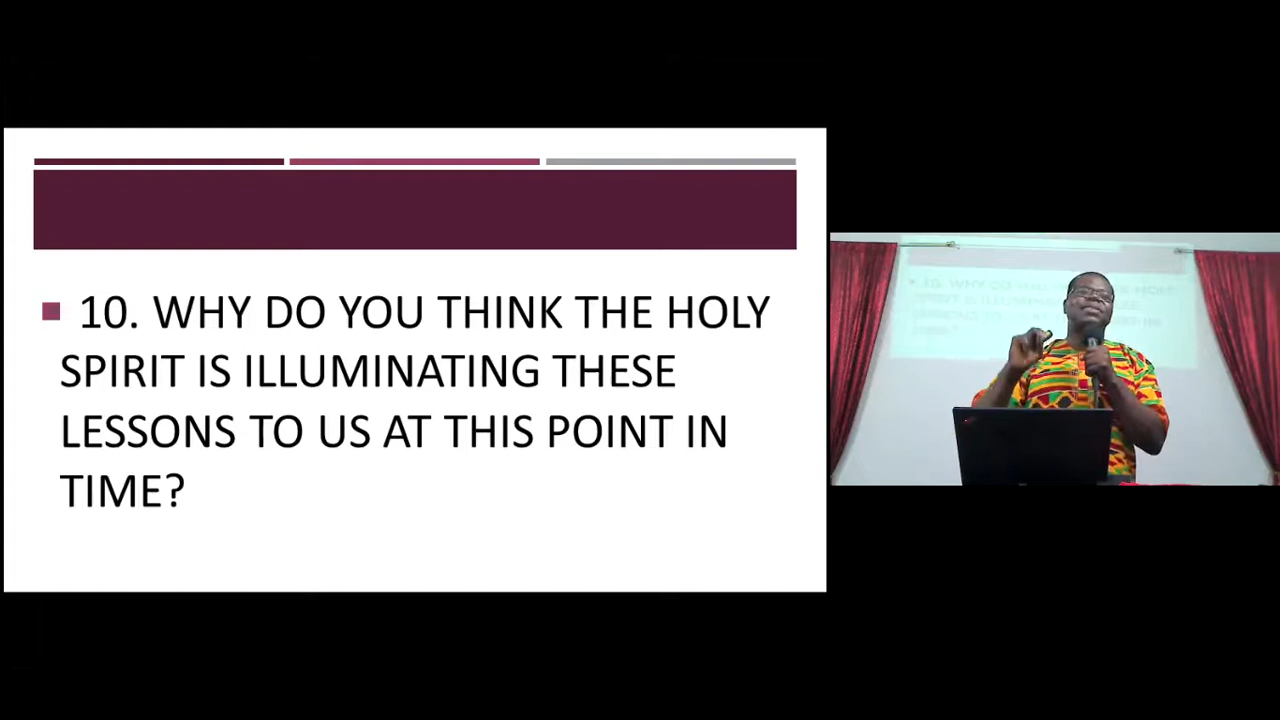 10. WHY DO YOU THINK THE HOLY
SPIRIT IS ILLUMINATING THESE
LESSONS TO US AT THIS POINT IN
TIME?